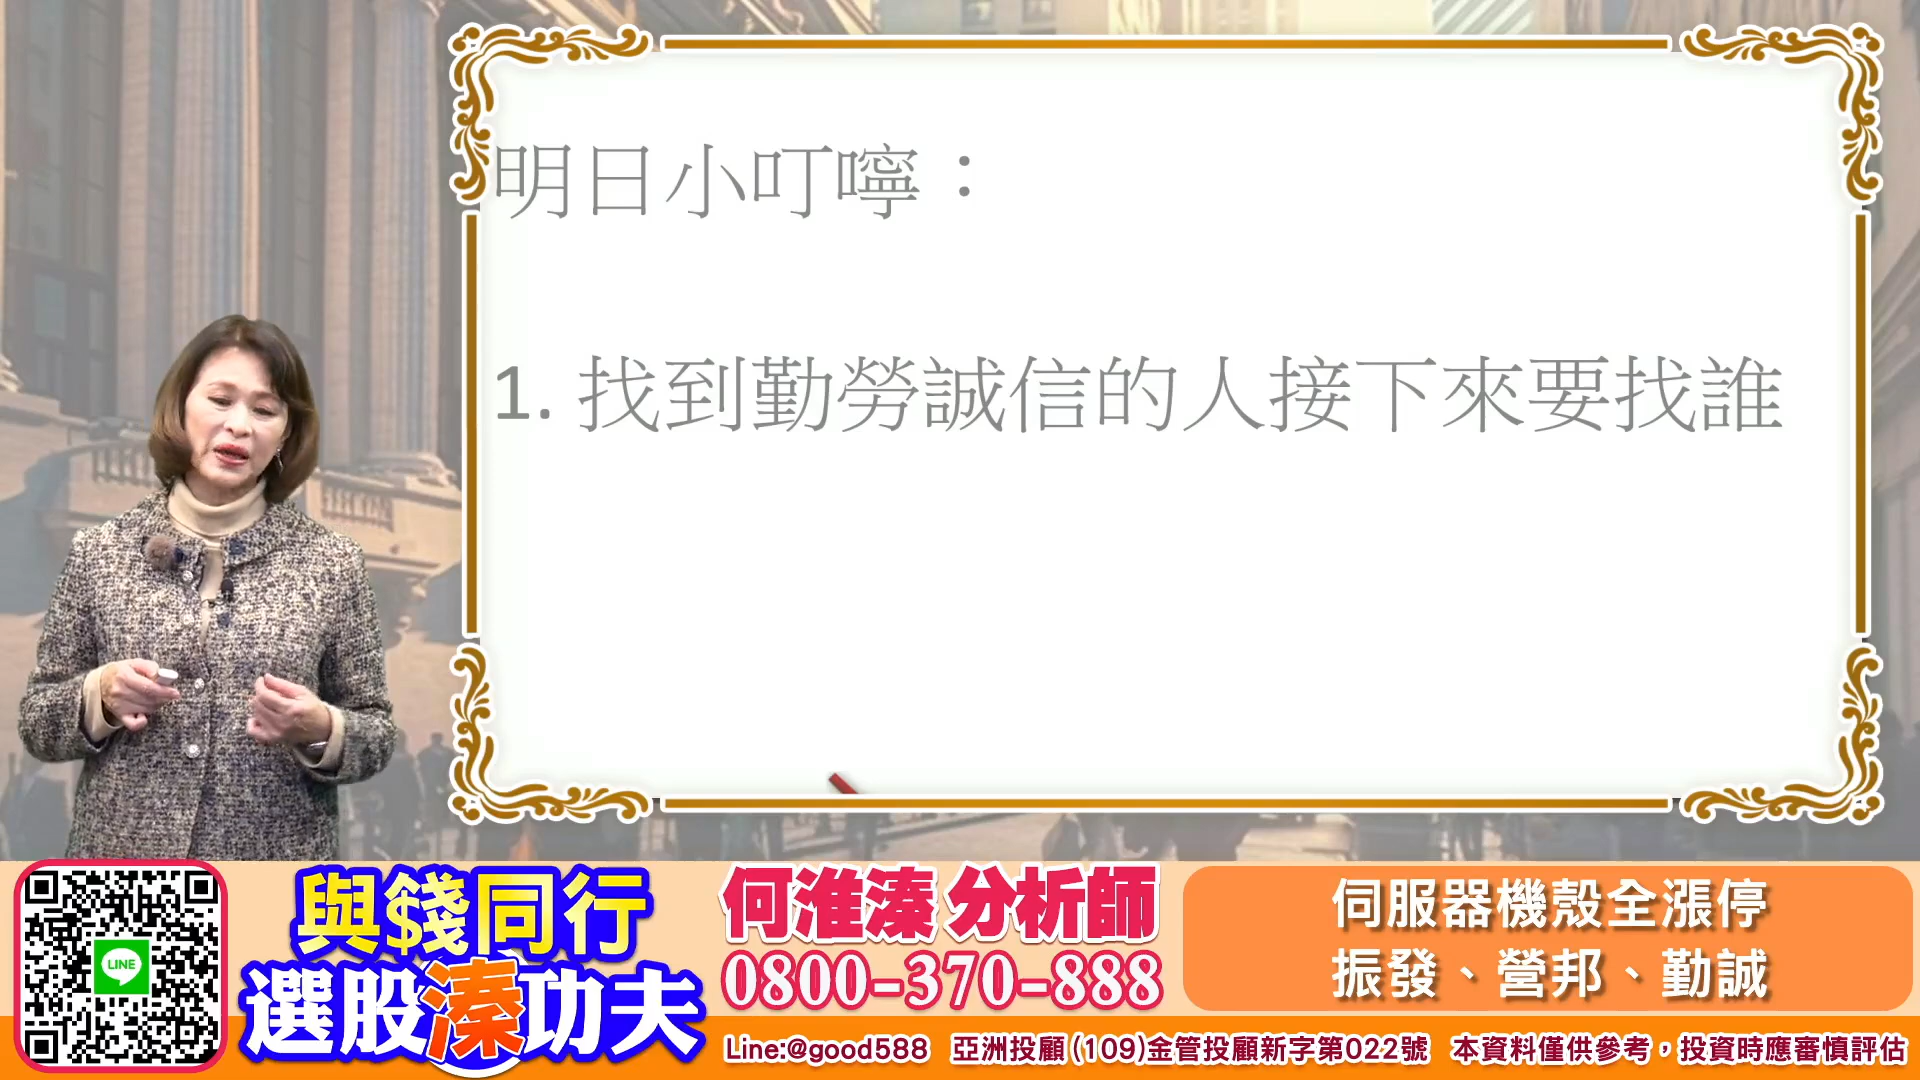 明日小叮嚀：
1. 找到勤勞誠信的人接下來要找誰
LINE
與錢同行
選股溱功夫
何淮溱 分析師
0800-370-888
伺服器機殼全漲停
振發、營邦、勤誠
Line:@good588 亞洲投顧(109)金管投顧新字第022號 本資料僅供參考，投資時應審慎評估